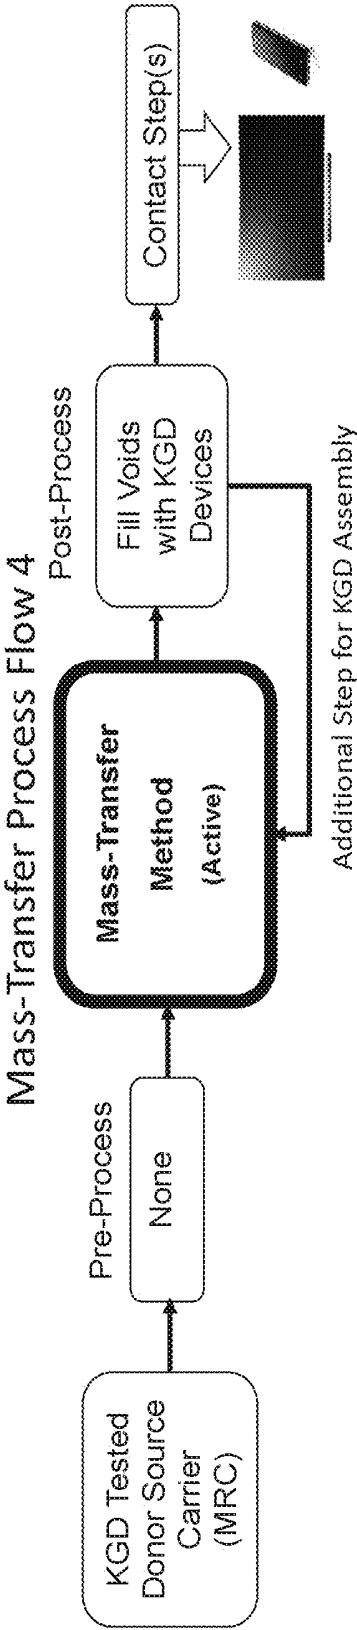 Mass-Transfer Process Flow 4
KGD Tested
Donor Source
Carrier
(MRC)
Pre-Process
None
Mass-Transfer
Method
(Active)
Post-Process
Fill Voids
with KGD
Devices
Contact Step(s)
Additional Step for KGD Assembly